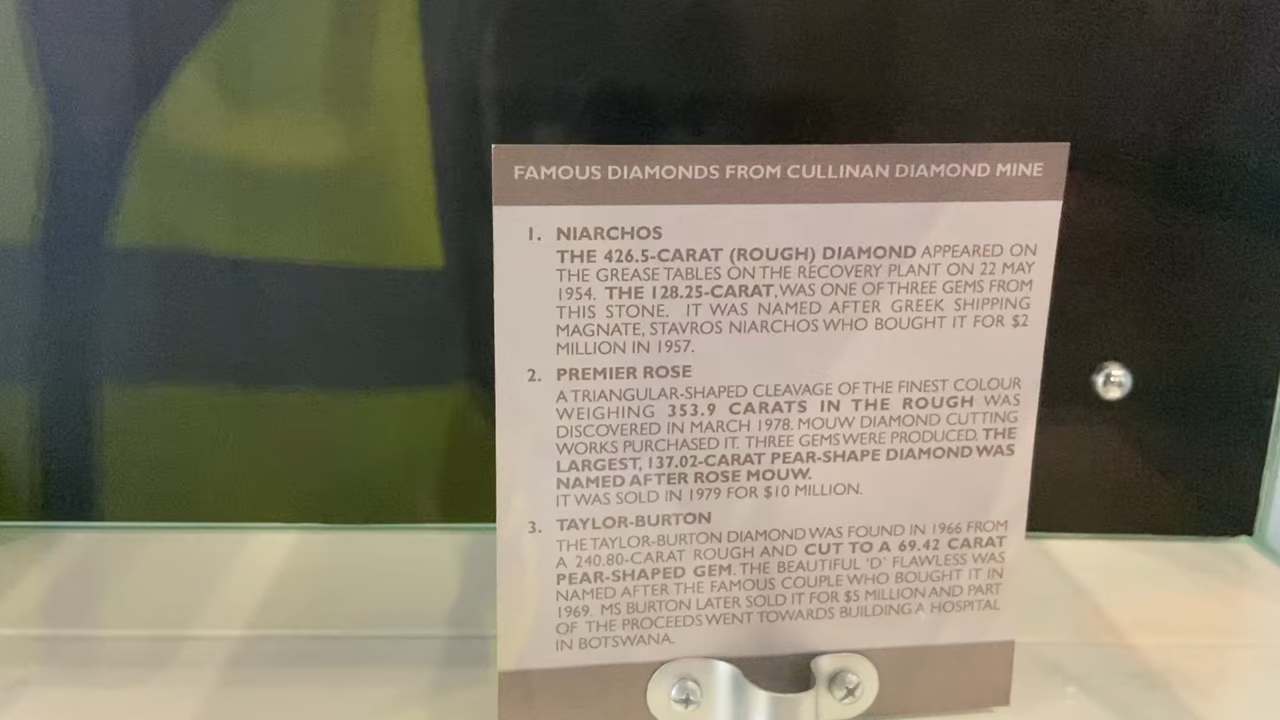 FAMOUS DIAMONDS FROM CULLINAN DIAMOND MINE
1. NIARCHOS
THE 426.5-CARAT (ROUGH) DIAMOND APPEARED ON
THE GREASE TABLES ON THE RECOVERY PLANT ON 22 MAY
1954. THE 128.25-CARAT, WAS ONE OF THREE GEMS FROM
THIS STONE. IT WAS NAMED AFTER GREEK SHIPPING
MAGNATE, STAVROS NIARCHOS WHO BOUGHT IT FOR $2
MILLION IN 1957.
2. PREMIER ROSE
A TRIANGULAR-SHAPED CLEAVAGE OF THE FINEST COLOUR
WEIGHING 353.9 CARATS IN THE ROUGH WAS
DISCOVERED IN MARCH 1978. MOUW DIAMOND CUTTING
WORKS PURCHASED IT. THREE GEMS WERE PRODUCED. THE
LARGEST, 137.02-CARAT PEAR-SHAPE DIAMOND WAS
NAMED AFTER ROSE MOUW.
IT WAS SOLD IN 1979 FOR $10 MILLION.
3. TAYLOR-BURTON
THE TAYLOR-BURTON DIAMOND WAS FOUND IN 1966 FROM
A 240.80-CARAT ROUGH AND CUT TO A 69.42 CARAT
PEAR-SHAPED GEM. THE BEAUTIFUL 'D' FLAWLESS WAS
NAMED AFTER THE FAMOUS COUPLE WHO BOUGHT IT IN
1969. MS BURTON LATER SOLD IT FOR $5 MILLION AND PART
OF THE PROCEEDS WENT TOWARDS BUILDING A HOSPITAL
IN BOTSWANA.